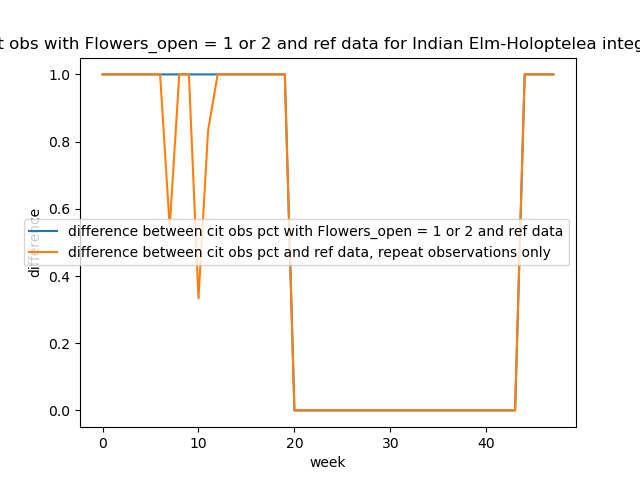 t obs with Flowers_open = 1 or 2 and ref data for Indian Elm-Holoptelea integ
1.0
0.8
0.6
0.4
0.2
0.0
difference
difference between cit obs pct with Flowers_open = 1 or 2 and ref data
difference between cit obs pct and ref data, repeat observations only
0 10 20 30 40
week